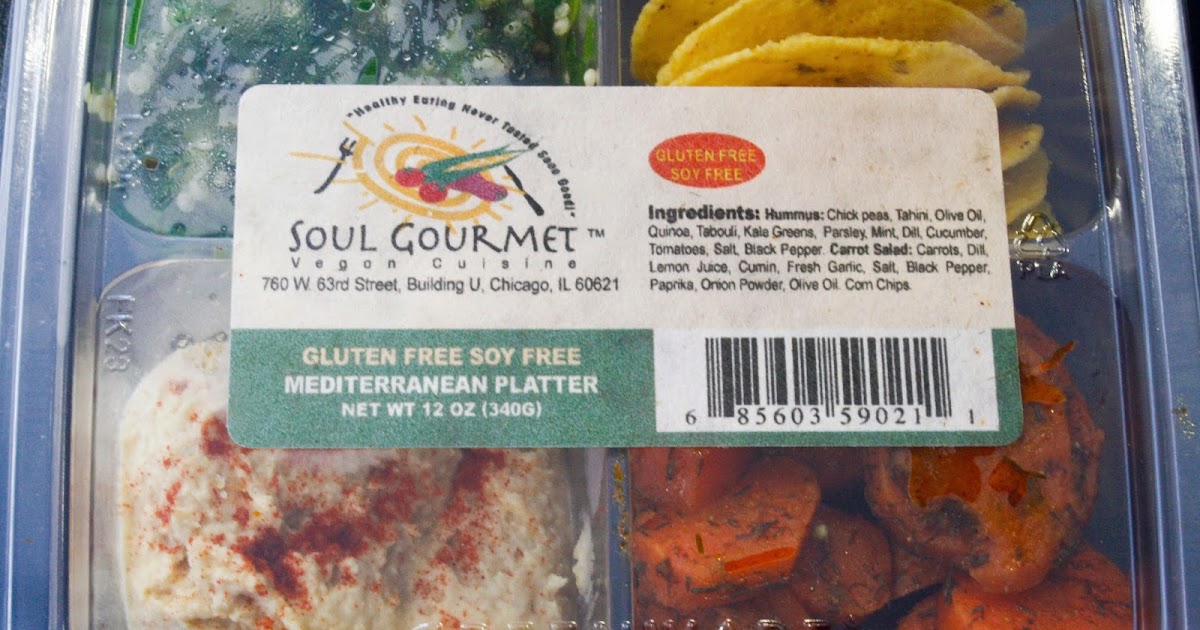 "Healthy Eating Never Tasted Sooo Good!"
SOUL GOURMET ™
Vegan Cuisine
760 W. 63rd Street, Building U, Chicago, IL 60621
GLUTEN FREE
SOY FREE
Ingredients: Hummus: Chick peas, Tahini, Olive Oil,
Quinoa, Tabouli, Kale Greens, Parsley, Mint, Dill, Cucumber,
Tomatoes, Salt, Black Pepper. Carrot Salad: Carrots, Dill,
Lemon Juice, Cumin, Fresh Garlic, Salt, Black Pepper,
Paprika, Onion Powder, Olive Oil. Corn Chips.
GLUTEN FREE SOY FREE
MEDITERRANEAN PLATTER
NET WT 12 OZ (340G)
6 85603 59021 1